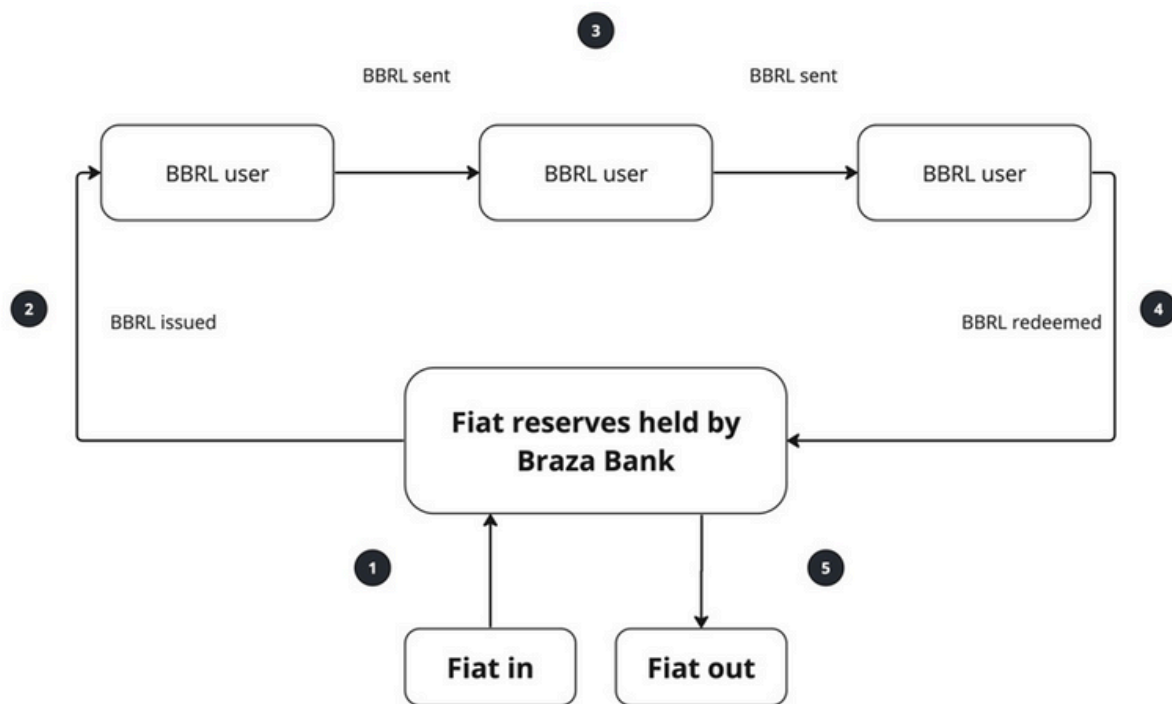 3
BBRL sent
BBRL sent
BBRL user
BBRL user
BBRL user
2
4
BBRL issued
BBRL redeemed
Fiat reserves held by
Braza Bank
1
5
Fiat in
Fiat out